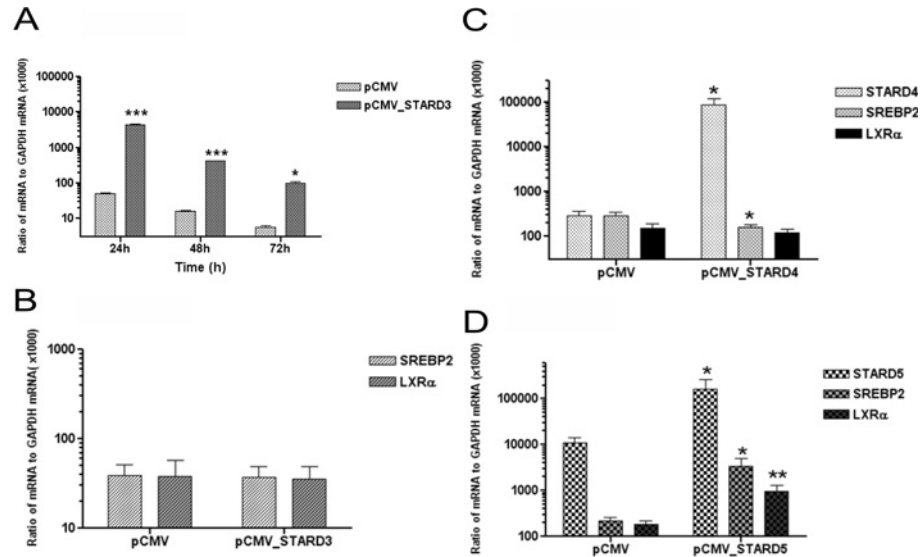 A
Ratio of mRNA to GAPDH mRNA (x1000)
100000
10000
1000
100
10
***
***
*
24h 48h 72h
Time (h)
pCMV
pCMV_STARD3
B
Ratio of mRNA to GAPDH mRNA( x1000)
1000
100
10
pCMV pCMV_STARD3
SREBP2
LXRα
C
Ratio of mRNA to GAPDH mRNA (x1000)
100000
10000
1000
100
*
*
pCMV pCMV_STARD4
STARD4
SREBP2
LXRα
D
Ratio of mRNA to GAPDH mRNA (x1000)
100000
10000
1000
100
*
*
**
pCMV pCMV_STARD5
STARD5
SREBP2
LXRα